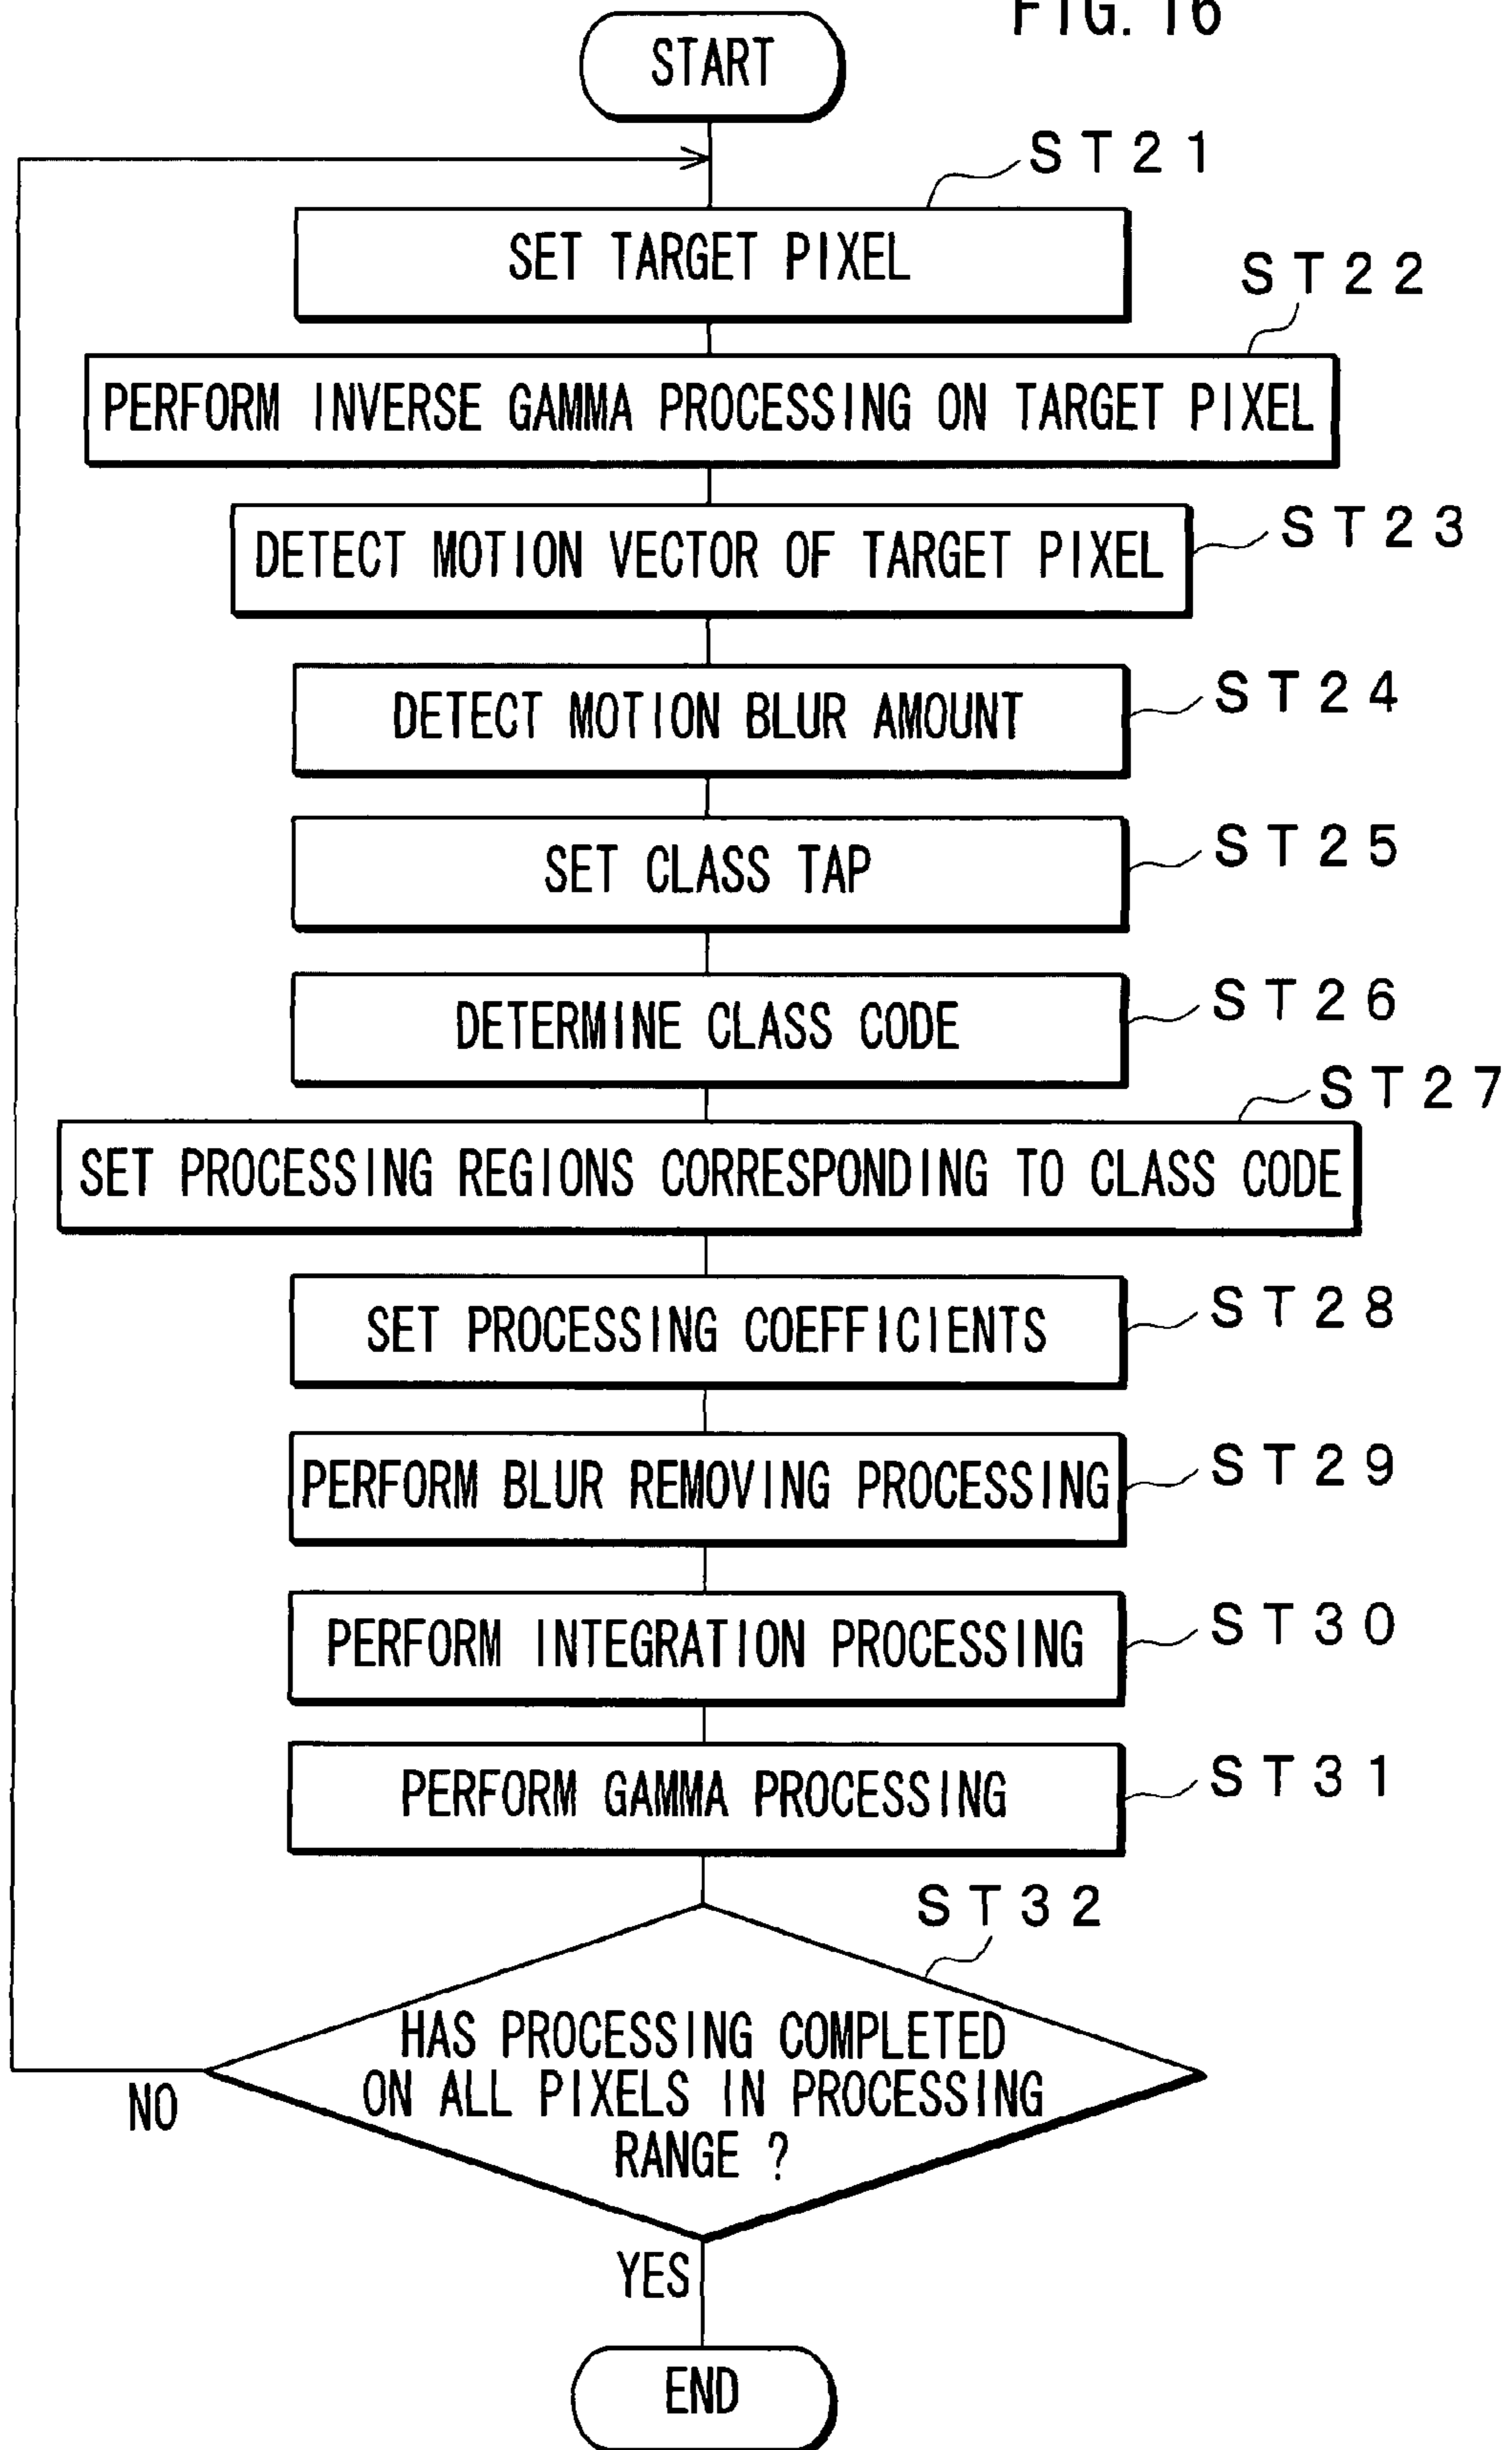 FIG. 16
START
ST21
SET TARGET PIXEL
ST22
PERFORM INVERSE GAMMA PROCESSING ON TARGET PIXEL
DETECT MOTION VECTOR OF TARGET PIXEL
ST23
DETECT MOTION BLUR AMOUNT
ST24
SET CLASS TAP
ST25
DETERMINE CLASS CODE
ST26
ST27
SET PROCESSING REGIONS CORRESPONDING TO CLASS CODE
SET PROCESSING COEFFICIENTS
ST28
PERFORM BLUR REMOVING PROCESSING
ST29
PERFORM INTEGRATION PROCESSING
ST30
PERFORM GAMMA PROCESSING
ST31
ST32
HAS PROCESSING COMPLETED
ON ALL PIXELS IN PROCESSING
RANGE ?
NO
YES
END